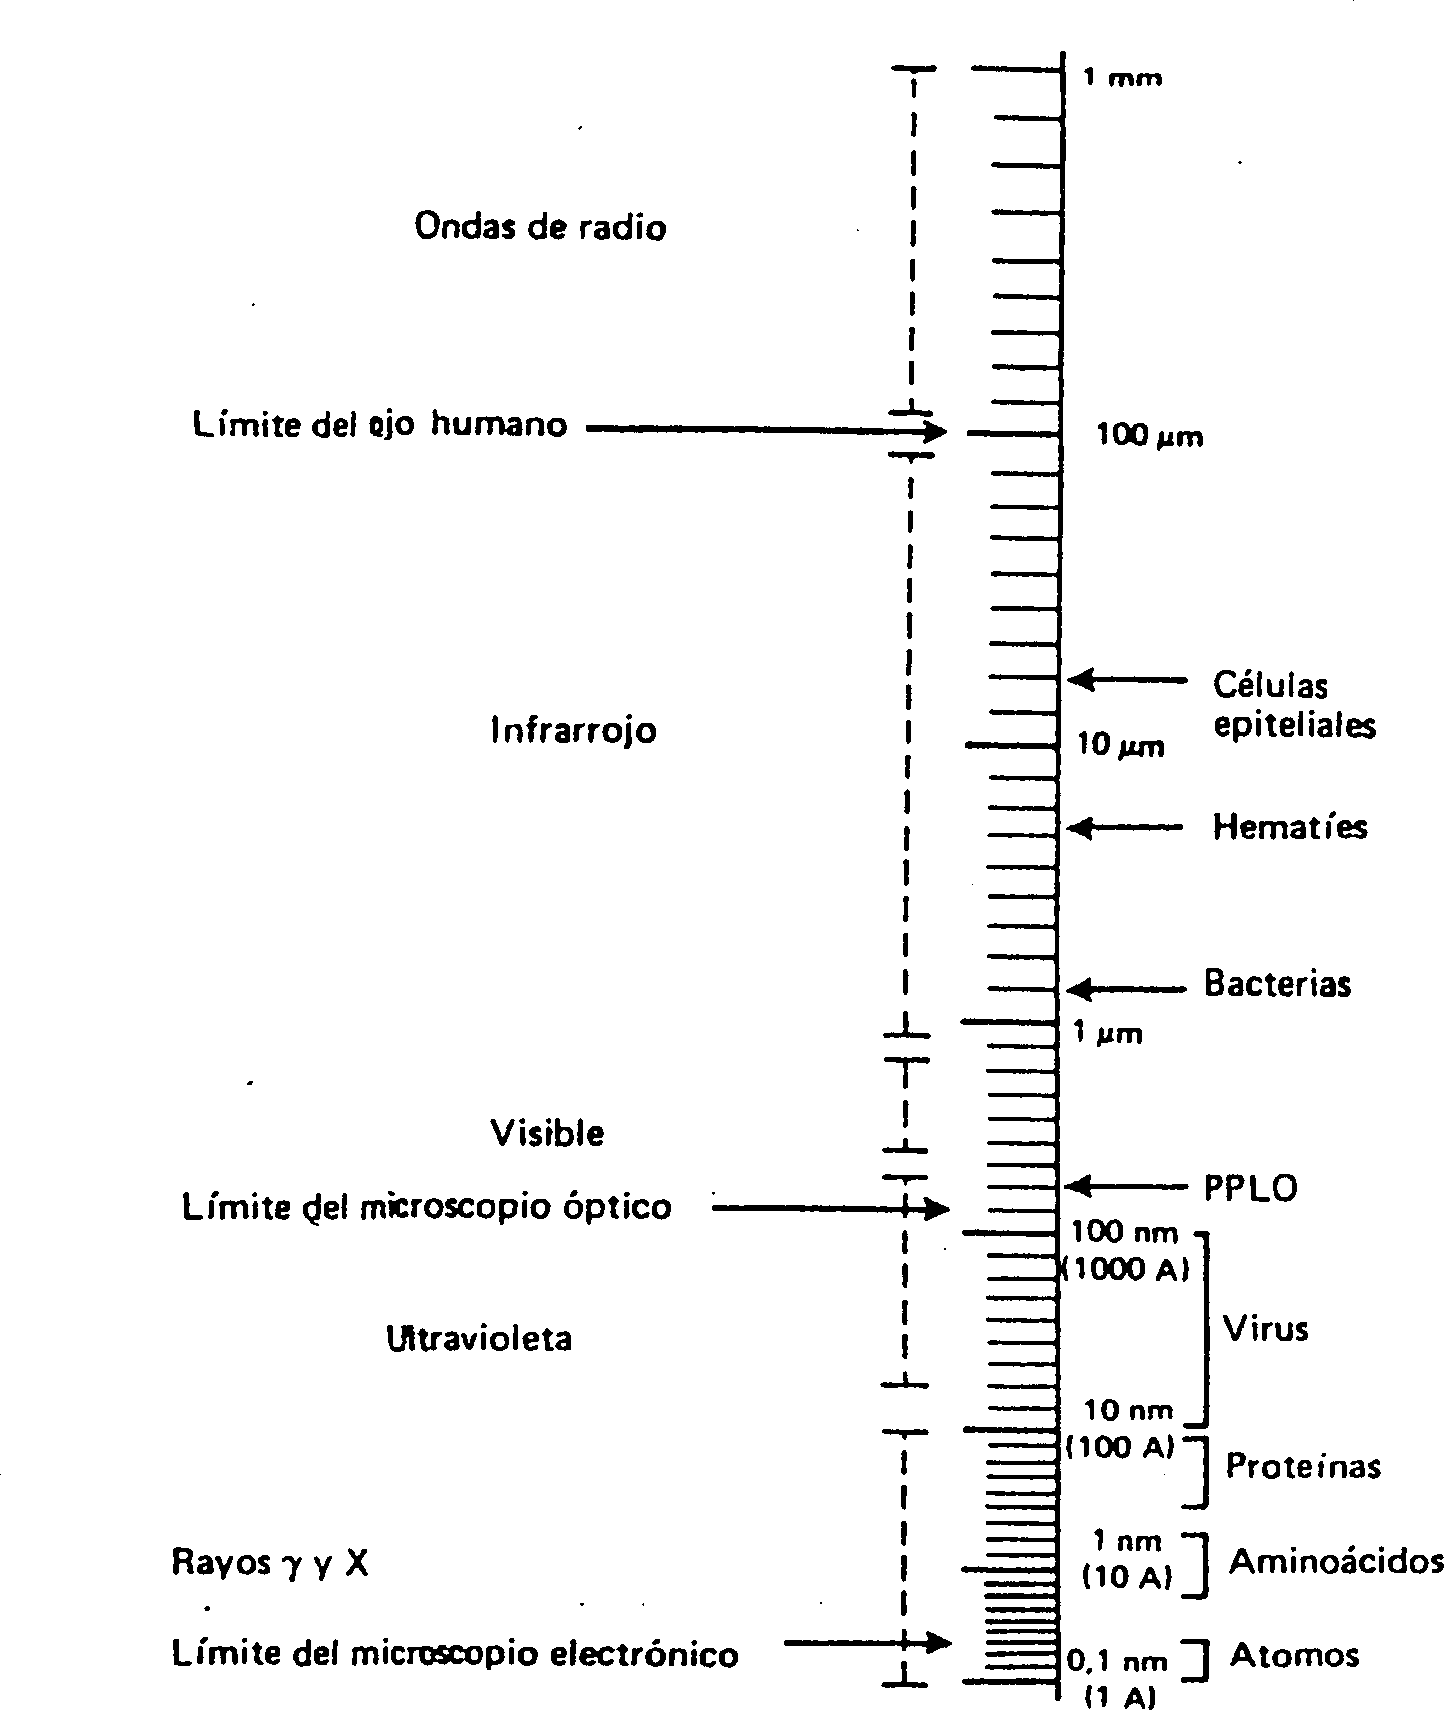 1 mm
Ondas de radio
Límite del ojo humano
100 μm
Células
epiteliales
Infrarrojo
10 μm
Hematíes
Bacterias
1 μm
Visible
PPLO
Límite del microscopio óptico
100 nm
(1000 A)
Virus
Ultravioleta
10 nm
(100 A)
Proteínas
1 nm
(10 A)
Aminoácidos
Rayos γ y X
Límite del microscopio electrónico
0,1 nm
(1 A)
Atomos